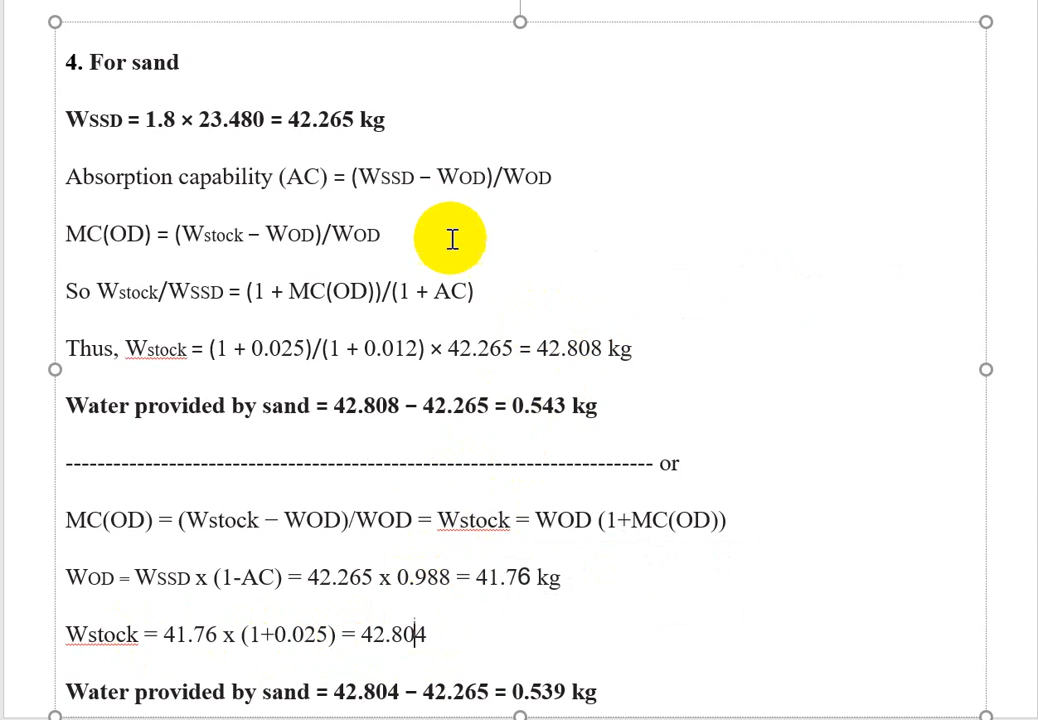 4. For sand
WSSD = 1.8 × 23.480 = 42.265 kg
Absorption capability (AC) = (WSSD − WOD)/WOD
MC(OD) = (Wstock − WOD)/WOD
So Wstock/WSSD = (1 + MC(OD))/(1 + AC)
Thus, Wstock = (1 + 0.025)/(1 + 0.012) × 42.265 = 42.808 kg
Water provided by sand = 42.808 − 42.265 = 0.543 kg
-------------------------------------------------------------------------- or
MC(OD) = (Wstock − WOD)/WOD = Wstock = WOD (1+MC(OD))
WOD = WSSD x (1-AC) = 42.265 x 0.988 = 41.76 kg
Wstock = 41.76 x (1+0.025) = 42.804
Water provided by sand = 42.804 − 42.265 = 0.539 kg